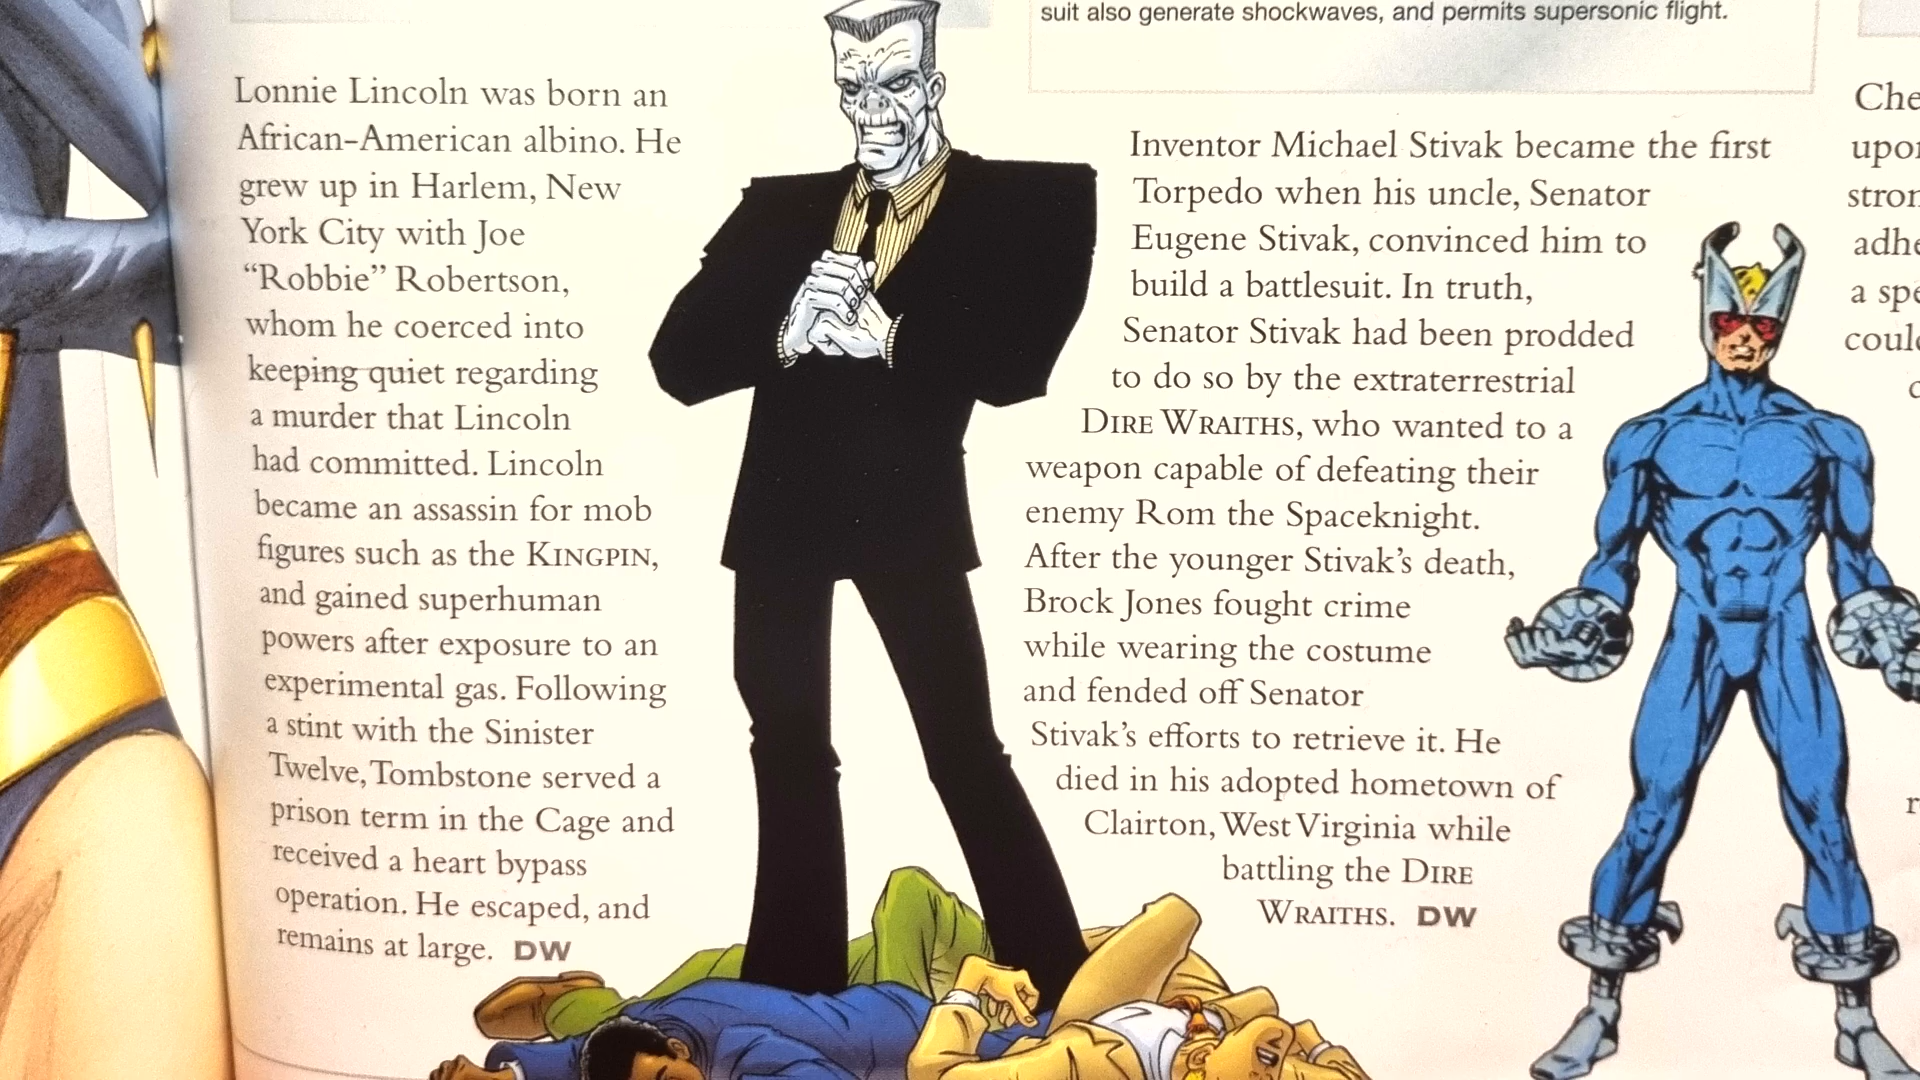 suit also generate shockwaves, and permits supersonic flight.
Lonnie Lincoln was born an
African-American albino. He
grew up in Harlem, New
York City with Joe
“Robbie” Robertson,
whom he coerced into
keeping quiet regarding
a murder that Lincoln
had committed. Lincoln
became an assassin for mob
figures such as the KINGPIN,
and gained superhuman
powers after exposure to an
experimental gas. Following
a stint with the Sinister
Twelve, Tombstone served a
prison term in the Cage and
received a heart bypass
operation. He escaped, and
remains at large. DW
Inventor Michael Stivak became the first
Torpedo when his uncle, Senator
Eugene Stivak, convinced him to
build a battlesuit. In truth,
Senator Stivak had been prodded
to do so by the extraterrestrial
DIRE WRAITHS, who wanted to a
weapon capable of defeating their
enemy Rom the Spaceknight.
After the younger Stivak’s death,
Brock Jones fought crime
while wearing the costume
and fended off Senator
Stivak’s efforts to retrieve it. He
died in his adopted hometown of
Clairton, West Virginia while
battling the DIRE
WRAITHS. DW